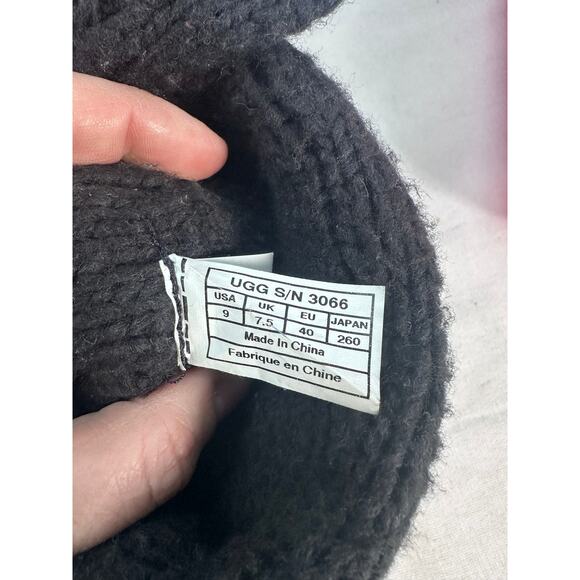 UGG S/N 3066
USA UK EU JAPAN
9 7.5 40 260
Made In China
Fabrique en Chine